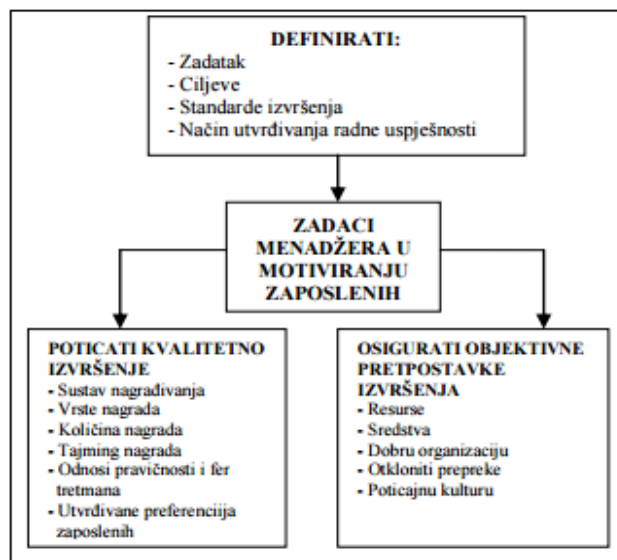 DEFINIRATI:
- Zadatak
- Ciljeve
- Standarde izvršenja
- Način utvrđivanja radne uspješnosti
ZADACI
MENADŽERA U
MOTIVIRANJU
ZAPOSLENIH
POTICATI KVALITETNO
IZVRŠENJE
- Sustav nagrađivanja
- Vrste nagrada
- Količina nagrada
- Tajming nagrada
- Odnosi pravičnosti i fer
tretmana
- Utvrđivane preferenciija
zaposlenih
OSIGURATI OBJEKTIVNE
PRETPOSTAVKE
IZVRŠENJA
- Resurse
- Sredstva
- Dobru organizaciju
- Otkloniti prepreke
- Poticajnu kulturu